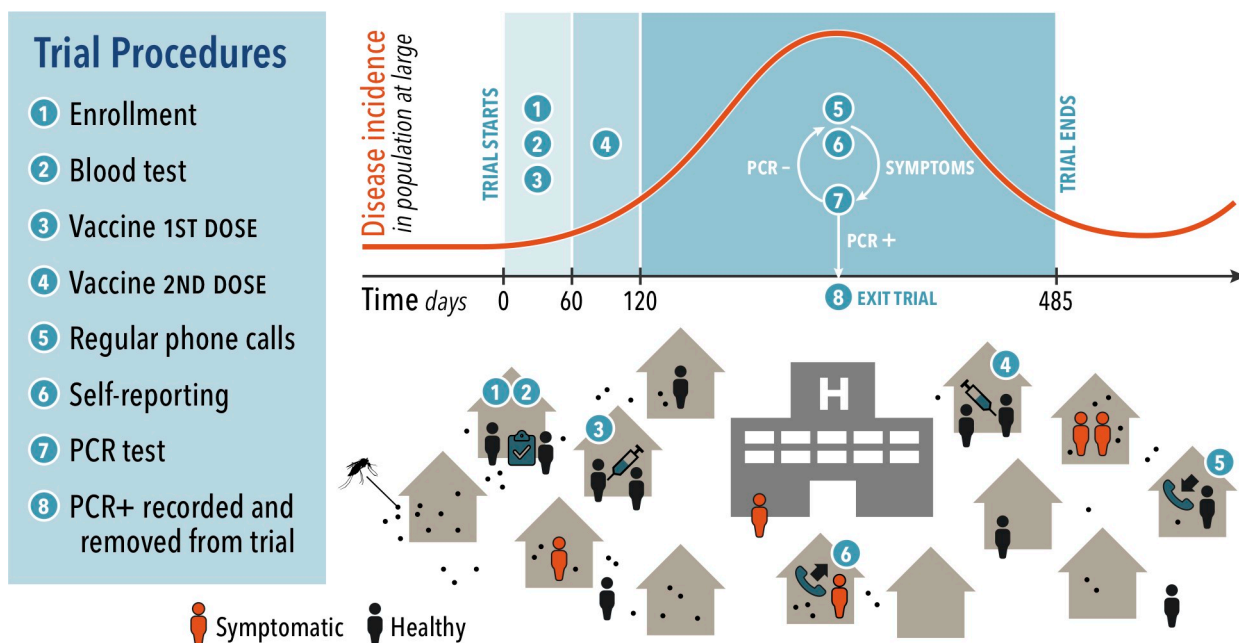 Trial Procedures
1 Enrollment
2 Blood test
3 Vaccine 1ST DOSE
4 Vaccine 2ND DOSE
5 Regular phone calls
6 Self-reporting
7 PCR test
8 PCR+ recorded and
removed from trial
Disease incidence
in population at large
TRIAL STARTS
1
2
3
4
5
6
PCR –
SYMPTOMS
7
PCR +
TRIAL ENDS
Time days
0
60
120
485
8 EXIT TRIAL
1 2
3
H
4
5
6
Symptomatic
Healthy